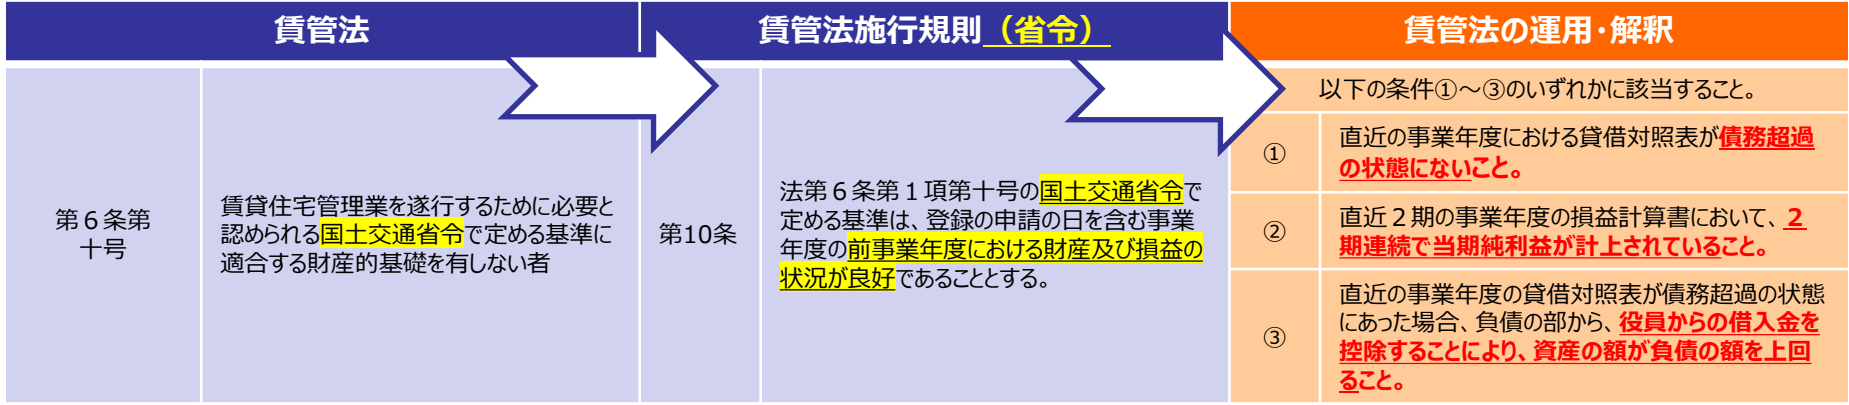 賃管法
賃管法施行規則（省令）
賃管法の運用・解釈
第６条第
十号
賃貸住宅管理業を遂行するために必要と
認められる国土交通省令で定める基準に
適合する財産的基礎を有しない者
第10条
法第６条第１項第十号の国土交通省令で
定める基準は、登録の申請の日を含む事業
年度の前事業年度における財産及び損益の
状況が良好であることとする。
以下の条件①～③のいずれかに該当すること。
①
直近の事業年度における貸借対照表が債務超過
の状態にないこと。
②
直近２期の事業年度の損益計算書において、２
期連続で当期純利益が計上されていること。
③
直近の事業年度の貸借対照表が債務超過の状態
にあった場合、負債の部から、役員からの借入金を
控除することにより、資産の額が負債の額を上回
ること。